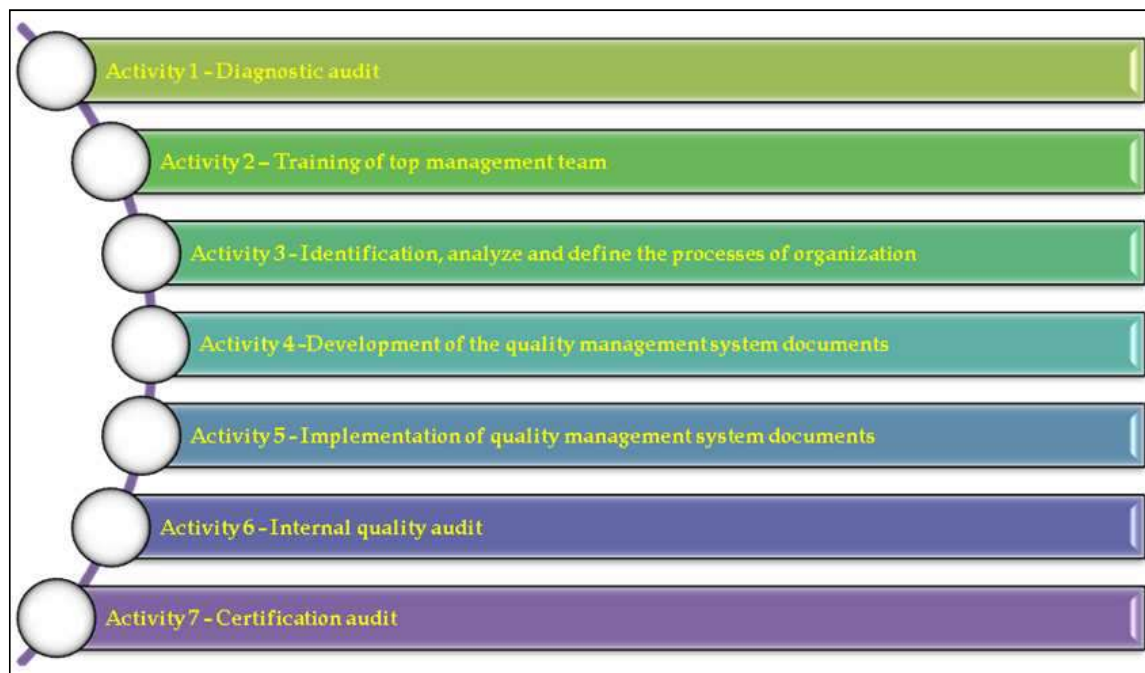 Activity 1 - Diagnostic audit
Activity 2 – Training of top management team
Activity 3 - Identification, analyze and define the processes of organization
Activity 4 -Development of the quality management system documents
Activity 5 - Implementation of quality management system documents
Activity 6 - Internal quality audit
Activity 7 - Certification audit